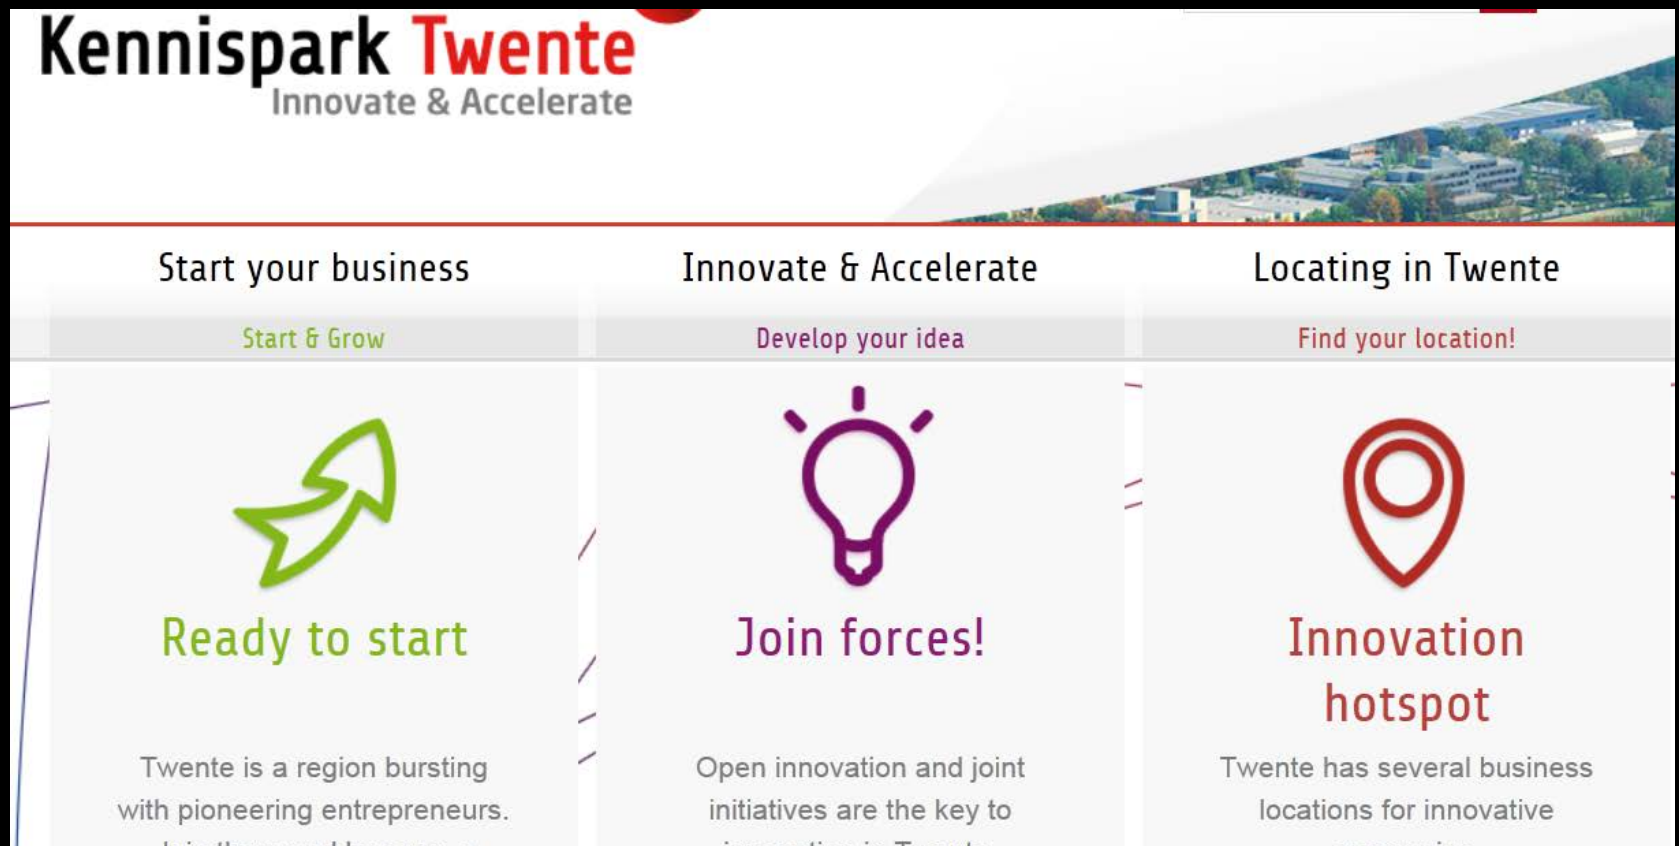 Kennispark Twente
Innovate & Accelerate
Start your business
Innovate & Accelerate
Locating in Twente
Start & Grow
Develop your idea
Find your location!
Ready to start
Join forces!
Innovation
hotspot
Twente is a region bursting
with pioneering entrepreneurs.
Open innovation and joint
initiatives are the key to
Twente has several business
locations for innovative